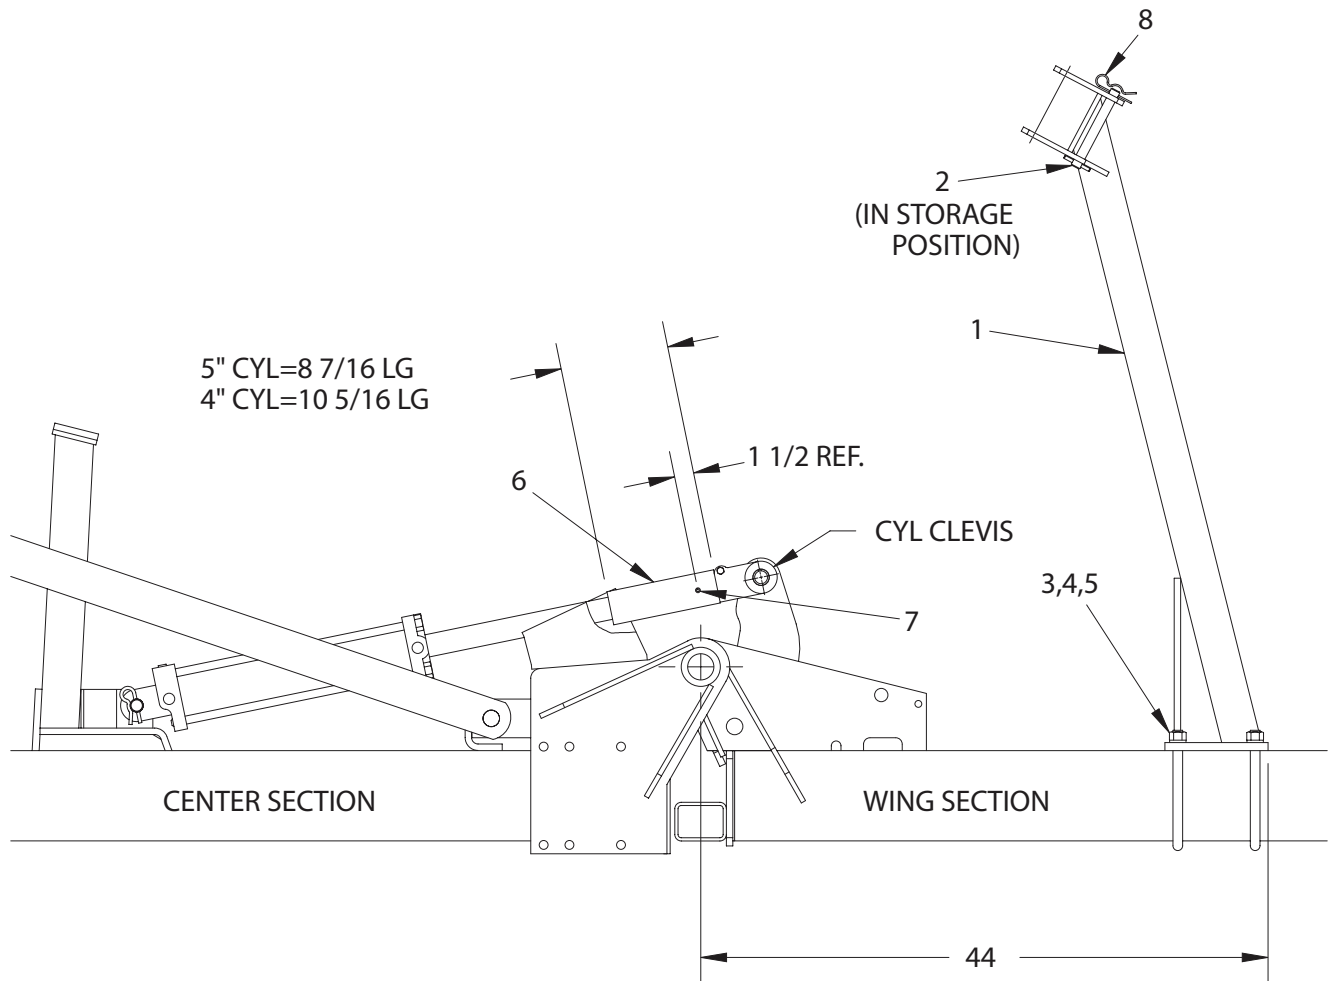 8
2
(IN STORAGE
POSITION)
1
5" CYL=8 7/16 LG
4" CYL=10 5/16 LG
1 1/2 REF.
6
CYL CLEVIS
3,4,5
7
CENTER SECTION
WING SECTION
44